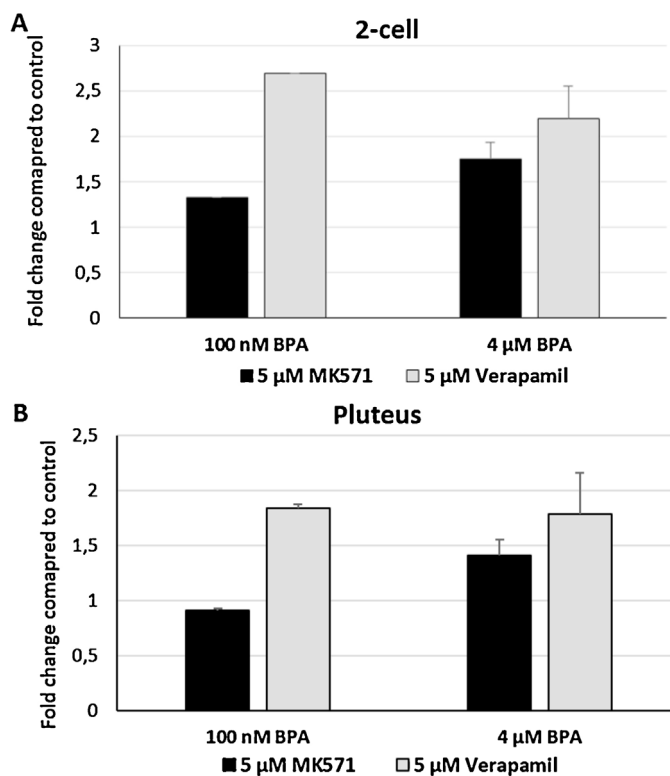 A
2-cell
Fold change comapred to control
3
2,5
2
1,5
1
0,5
0
100 nM BPA
4 µM BPA
5 µM MK571
5 µM Verapamil
B
Pluteus
Fold change comapred to control
2,5
2
1,5
1
0,5
0
100 nM BPA
4 µM BPA
5 µM MK571
5 µM Verapamil